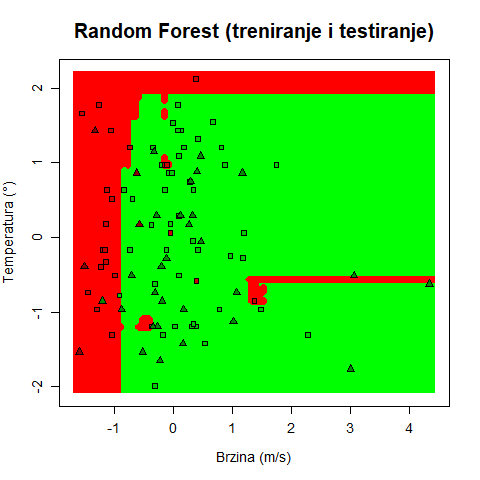 Random Forest (treniranje i testiranje)
Temperatura (°)
2
1
0
-1
-2
-1 0 1 2 3 4
Brzina (m/s)